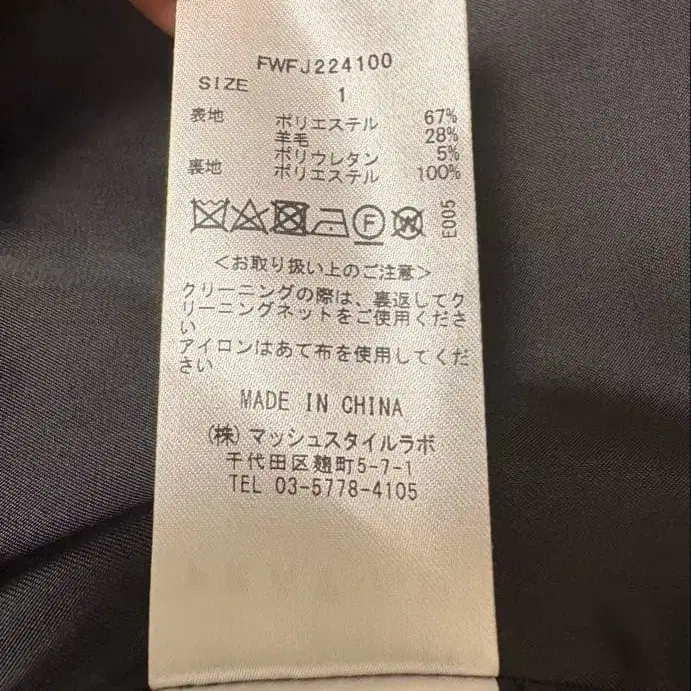 FWFJ224100
SIZE 1
表地 ポリエステル 67%
羊毛 28%
ポリウレタン 5%
裏地 ポリエステル 100%
F W E005
<お取り扱い上のご注意>
クリーニングの際は、裏返してク
リーニングネットをご使用くださ
い
アイロンはあて布を使用してくだ
さい
MADE IN CHINA
(株)マッシュスタイルラボ
千代田区麹町5-7-1
TEL 03-5778-4105